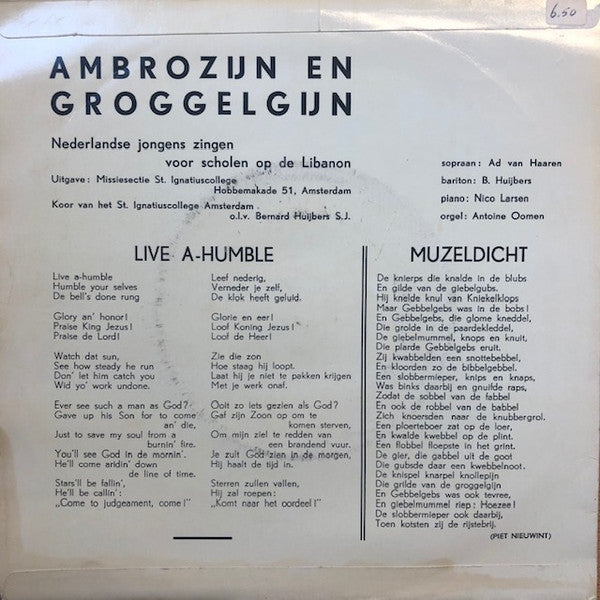 6.50
AMBROZIJN EN
GROGGELGIJN
Nederlandse jongens zingen
voor scholen op de Libanon
Uitgave: Missiesectie St. Ignatiuscollege
Hobbemakade 51, Amsterdam
Koor van het St. Ignatiuscollege Amsterdam
o.l.v. Bernard Huijbers S.J.
sopraan: Ad van Haaren
bariton: B. Huijbers
piano: Nico Larsen
orgel: Antoine Oomen
LIVE A-HUMBLE
Live a-humble
Humble your selves
De bell's done rung
Glory an' honor!
Praise King Jezus!
Praise de Lord!
Watch dat sun,
See how steady he run
Don' let him catch you
Wid yo' work undone.
Ever see such a man as God?
Gave up his Son for to come
an' die,
Just to save my soul from a
burnin' fire.
You'll see God in de mornin'.
He'll come aridin' down
de line of time.
Stars'll be fallin',
He'll be callin':
„Come to judgeament, come!"
Leef nederig,
Verneder je zelf,
De klok heeft geluid.
Glorie en eer!
Loof Koning Jezus!
Loof de Heer!
Zie die zon
Hoe staag hij loopt.
Laat hij je niet te pakken krijgen
Met je werk onaf.
Ooit zo iets gezien als God?
Gaf zijn Zoon op om te
komen sterven,
Om mijn ziel te redden van
een brandend vuur.
Je zult God zien in de morgen,
Hij haalt de tijd in.
Sterren zullen vallen,
Hij zal roepen:
„Komt naar het oordeel!"
MUZELDICHT
De knierps die knalde in de blubs
En gilde van de giebelgubs.
Hij knelde knul van Kniekelklops
Maar Gebbelgebs was in de bobs!
En Gebbelgebs, die glome kneddel,
Die grolde in de paardekleddel,
De giebelmummel, knops en knuit,
Die plarde Gebbelgebs eruit.
Zij kwabbelden een snottebebbel,
En kloorden zo de bibbelgebbel.
Een slobbermieper, knips en knaps,
Was binks daarbij en gnuifde raps,
Zodat de sobbel van de fabbel
En ook de robbel van de babbel
Zich knoersden naar de knubbergrol.
Een ploerteboer zat op de loer,
En kwalde kwebbel op de plint.
Een flobbel floepste in het grint.
De gier, die gabbel uit de goot
Die gubsde daar een kwebbelnoot.
De knispel knarpel knollepijn
Die grilde van de groggelgijn
En Gebbelgebs was ook tevree,
En giebelmummel riep: Hoezee!
De slobbermieper ook daarbij,
Toen kotsten zij de rijstebrij.
(PIET NIEUWINT)